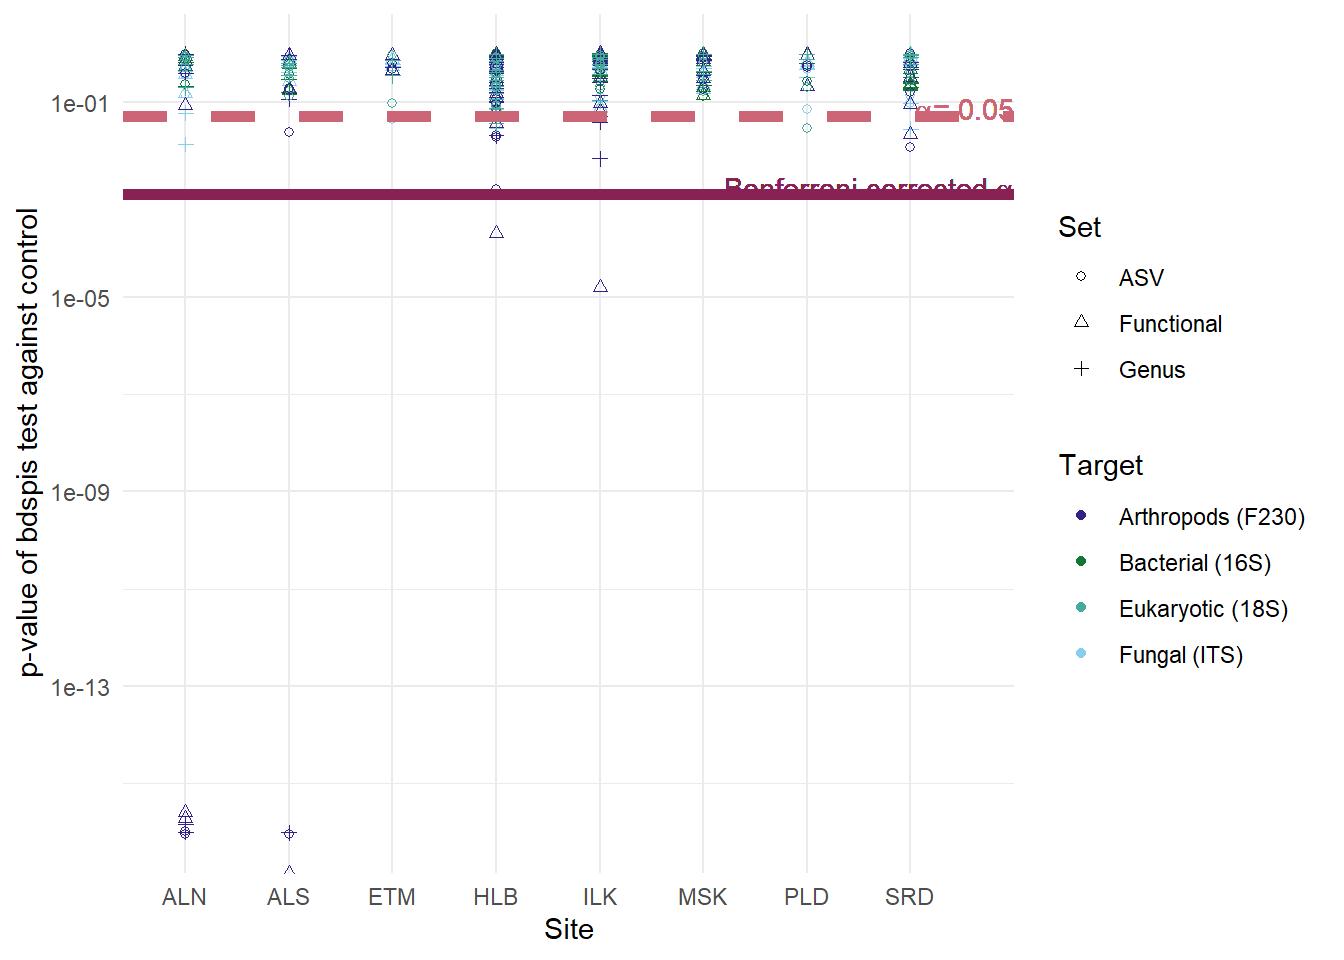 1e-01
1e-05
1e-09
1e-13
p-value of bdspis test against control
α= 0.05
Bonferroni corrected α
ALN ALS ETM HLB ILK MSK PLD SRD
Site
Set
ASV
Functional
Genus
Target
Arthropods (F230)
Bacterial (16S)
Eukaryotic (18S)
Fungal (ITS)